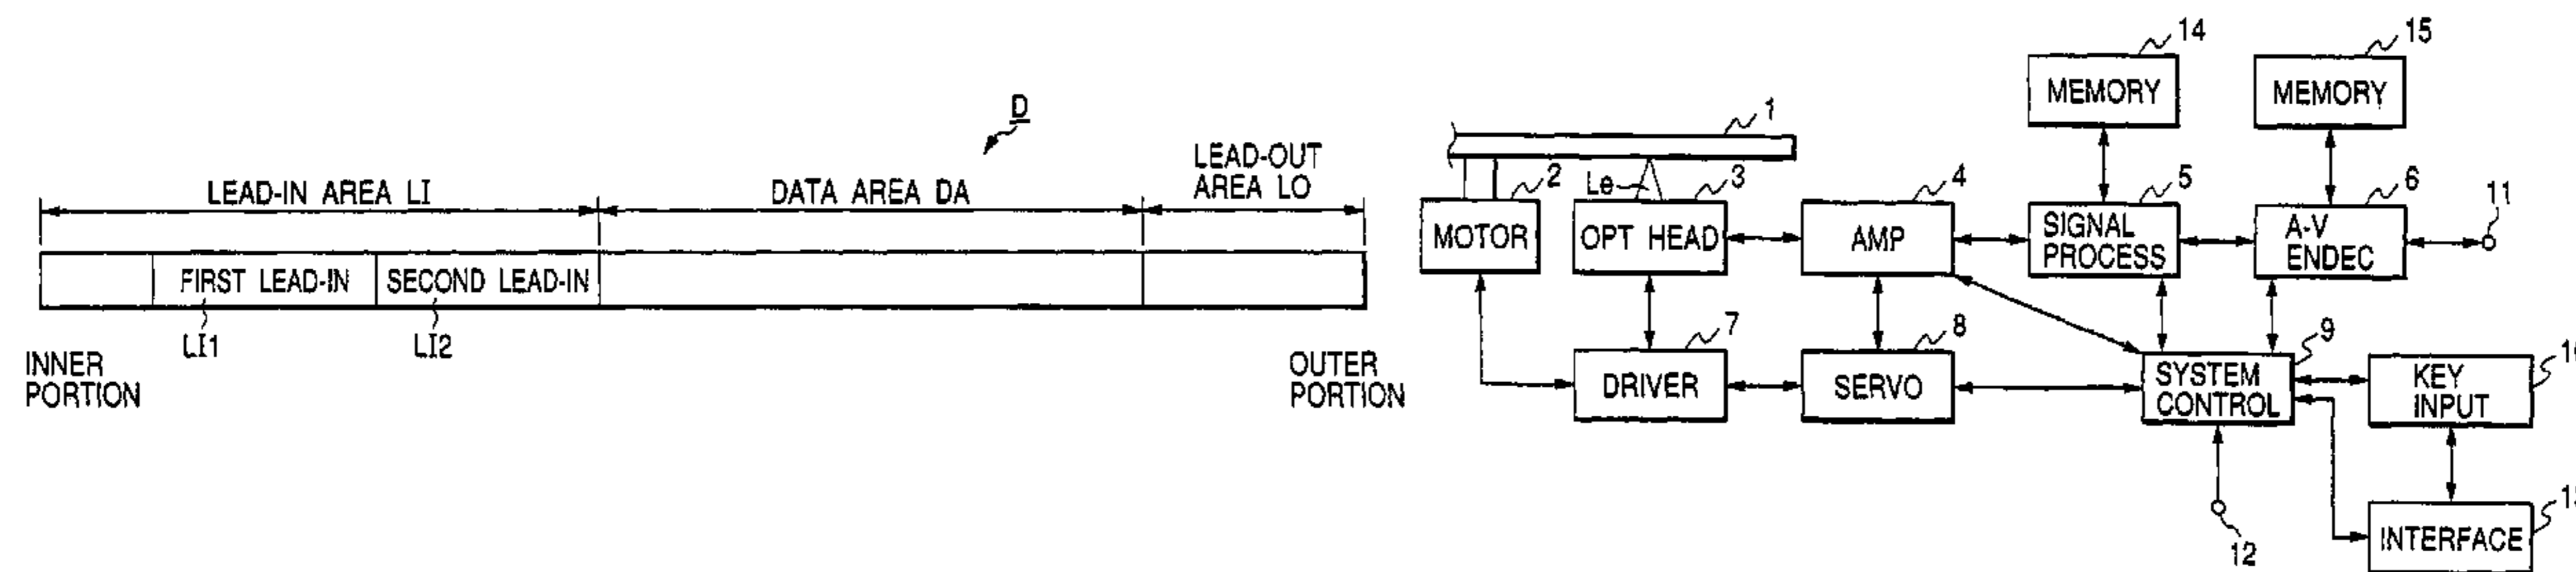 D
LEAD-IN AREA LI
DATA AREA DA
LEAD-OUT
AREA LO
FIRST LEAD-IN
SECOND LEAD-IN
LI1
LI2
INNER
PORTION
OUTER
PORTION
14
15
MEMORY
MEMORY
1
Le
2
3
4
5
6
11
MOTOR
OPT HEAD
AMP
SIGNAL
PROCESS
A-V
ENDEC
7
8
9
DRIVER
SERVO
SYSTEM
CONTROL
KEY
INPUT
12
INTERFACE